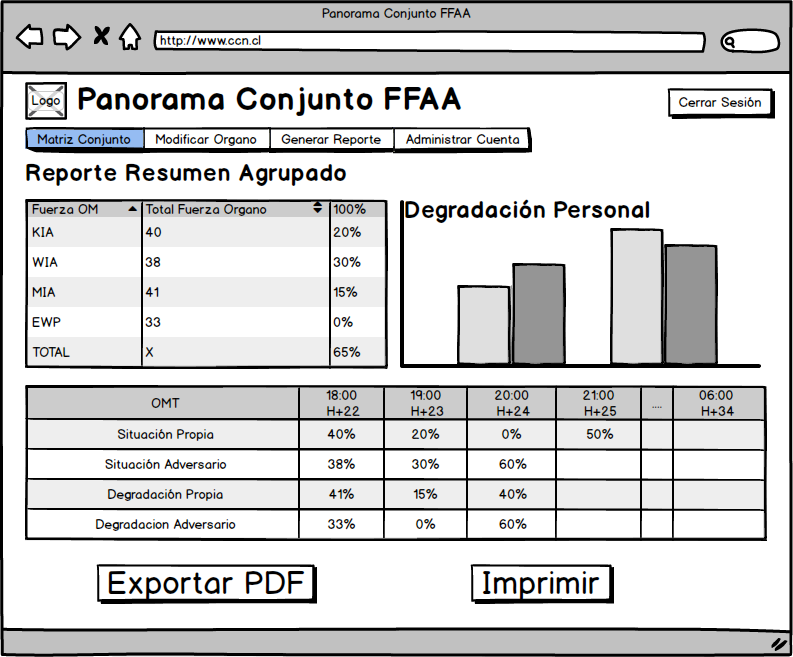 Panorama Conjunto FFAA
http://www.ccn.cl
Logo
Panorama Conjunto FFAA
Cerrar Sesión
Matriz Conjunto Modificar Organo Generar Reporte Administrar Cuenta
Reporte Resumen Agrupado
Fuerza OM Total Fuerza Organo 100%
KIA 40 20%
WIA 38 30%
MIA 41 15%
EWP 33 0%
TOTAL X 65%
Degradación Personal
OMT 18:00 H+22 19:00 H+23 20:00 H+24 21:00 H+25 .... 06:00 H+34
Situación Propia 40% 20% 0% 50%
Situación Adversario 38% 30% 60%
Degradación Propia 41% 15% 40%
Degradacion Adversario 33% 0% 60%
Exportar PDF Imprimir